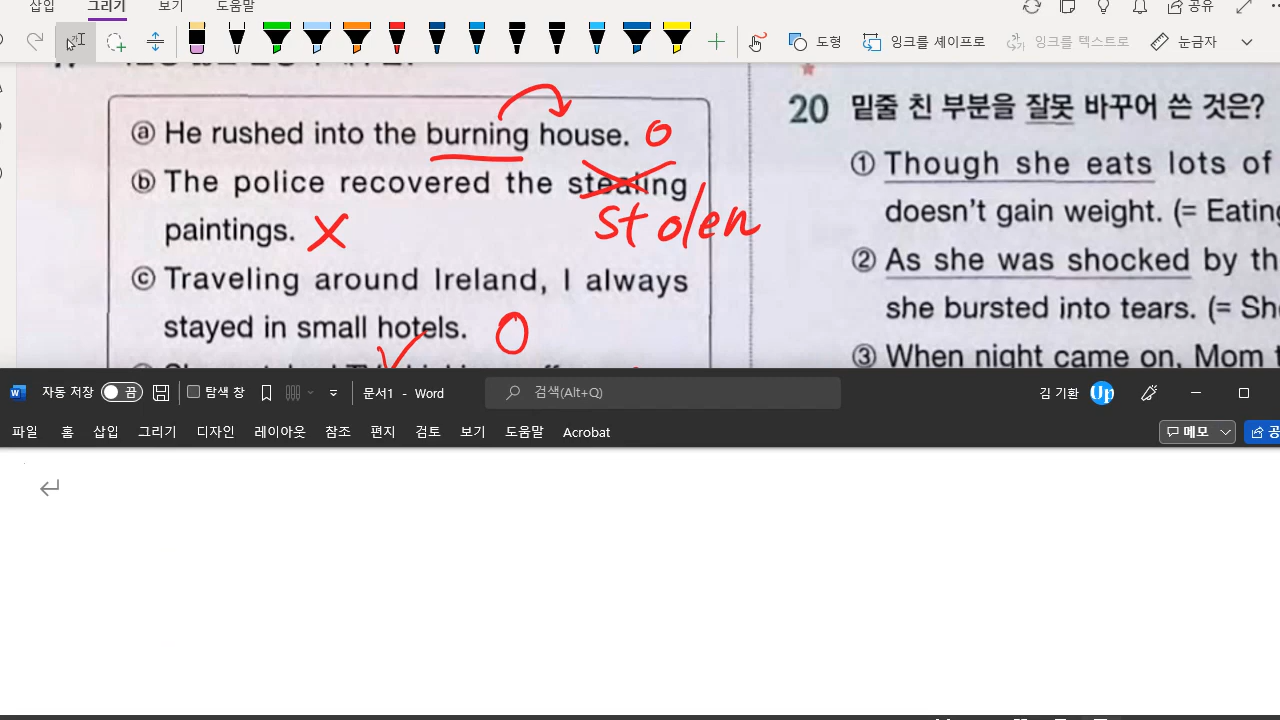 삽입 그리기 보기 도움말 공유
도형 잉크를 셰이프로 잉크를 텍스트로 눈금자
ⓐ He rushed into the burning house. O
ⓑ The police recovered the stealing
stolen
paintings. X
ⓒ Traveling around Ireland, I always
stayed in small hotels. O
20 밑줄 친 부분을 잘못 바꾸어 쓴 것은?
① Though she eats lots of
doesn't gain weight. (= Eating
② As she was shocked by th
she bursted into tears. (= She
③ When night came on, Mom t
자동 저장 끔 탐색 창 문서1 - Word 검색(Alt+Q) 김 기환 Up
파일 홈 삽입 그리기 디자인 레이아웃 참조 편지 검토 보기 도움말 Acrobat 메모 공